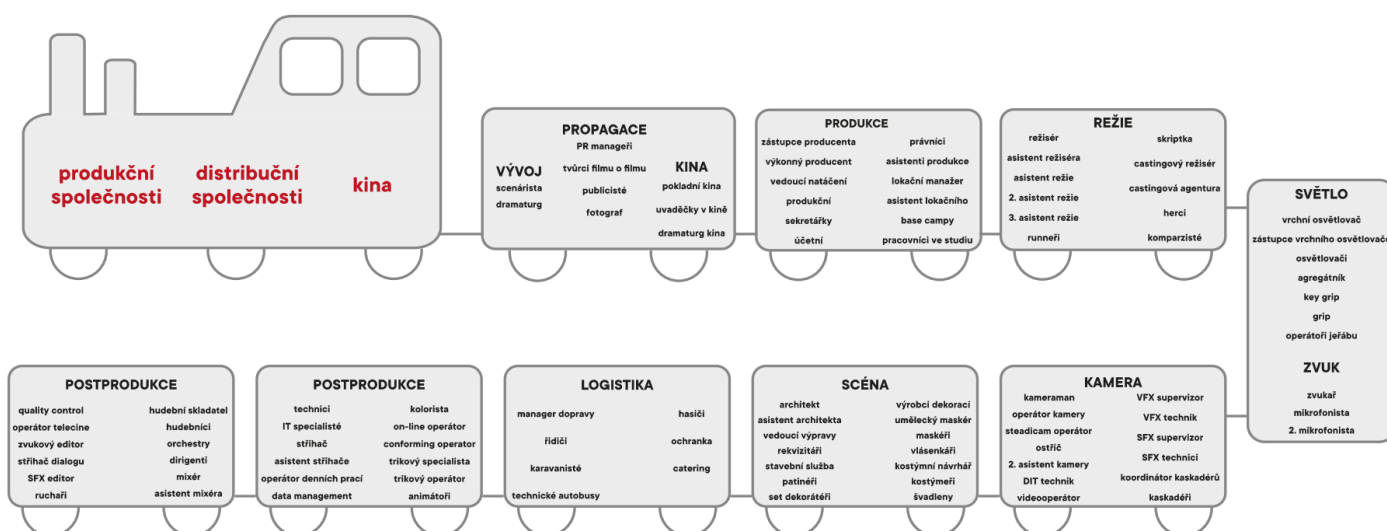 produkční
společnosti
distribuční
společnosti
kina
PROPAGACE
PR manageři
tvůrci filmu o filmu
publicisté
fotograf
VÝVOJ
scenárista
dramaturg
KINA
pokladní kina
uvaděčky v kině
dramaturg kina
PRODUKCE
zástupce producenta
výkonný producent
vedoucí natáčení
produkční
sekretářky
účetní
právníci
asistenti produkce
lokační manažer
asistent lokačního
base campy
pracovníci ve studiu
REŽIE
režisér
asistent režiséra
asistent režie
2. asistent režie
3. asistent režie
runneři
skriptka
castingový režisér
castingová agentura
herci
komparzisté
SVĚTLO
vrchní osvětlovač
zástupce vrchního osvětlovače
osvětlovači
agregátník
key grip
grip
operátoři jeřábu
ZVUK
zvukař
mikrofonista
2. mikrofonista
KAMERA
kameraman
operátor kamery
steadicam operátor
ostřič
2. asistent kamery
DIT technik
videooperátor
VFX supervizor
VFX technik
SFX supervizor
SFX technici
koordinátor kaskadérů
kaskadéři
SCÉNA
architekt
asistent architekta
vedoucí výpravy
rekvizitáři
stavební služba
patinéři
set dekorátéři
výrobci dekorací
umělecký maskér
maskéři
vlásenkáři
kostýmní návrhář
kostyméři
švadleny
LOGISTIKA
manager dopravy
řidiči
karavanisté
technické autobusy
hasiči
ochranka
catering
POSTPRODUKCE
technici
IT specialisté
střihač
asistent střihače
operátor denních prací
data management
kolorista
on-line operátor
conforming operator
trikový specialista
trikový operátor
animátoři
POSTPRODUKCE
quality control
operátor telecine
zvukový editor
střihač dialogu
SFX editor
ruchaři
hudební skladatel
hudebníci
orchestry
dirigenti
mixér
asistent mixéra